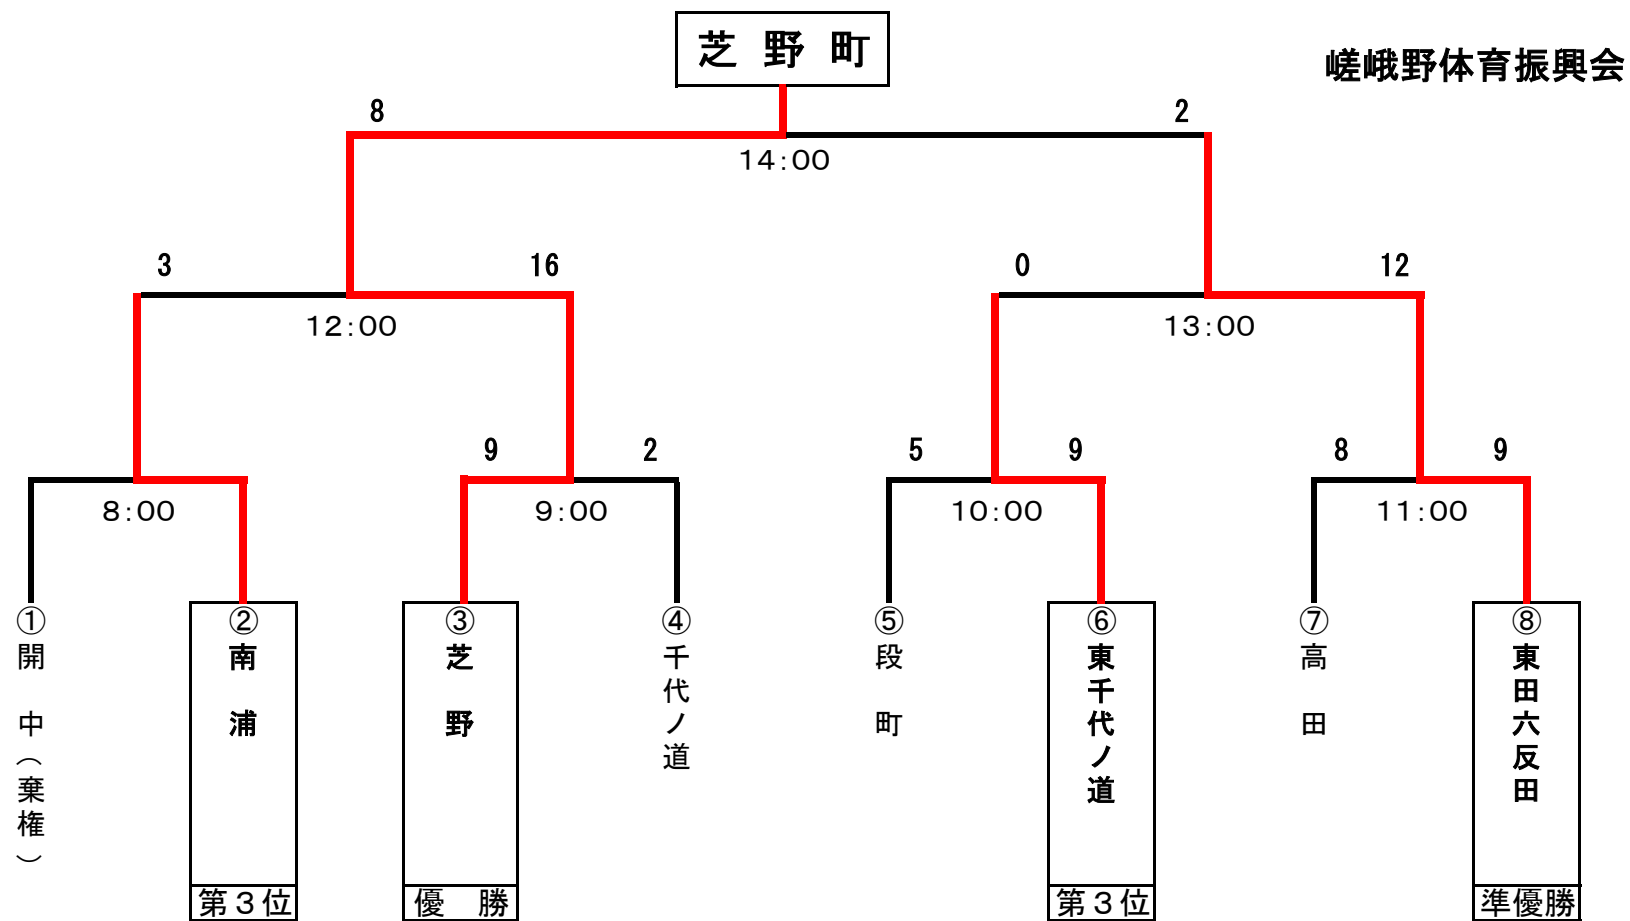 芝 野 町
嵯峨野体育振興会
8
2
14:00
3
16
0
12
12:00
13:00
9
2
5
9
8
9
8:00
9:00
10:00
11:00
①開 中(棄権)
②南 浦
③芝 野
④千代ノ道
⑤段 町
⑥東千代ノ道
⑦高 田
⑧東田六反田
第3位
優 勝
第3位
準優勝